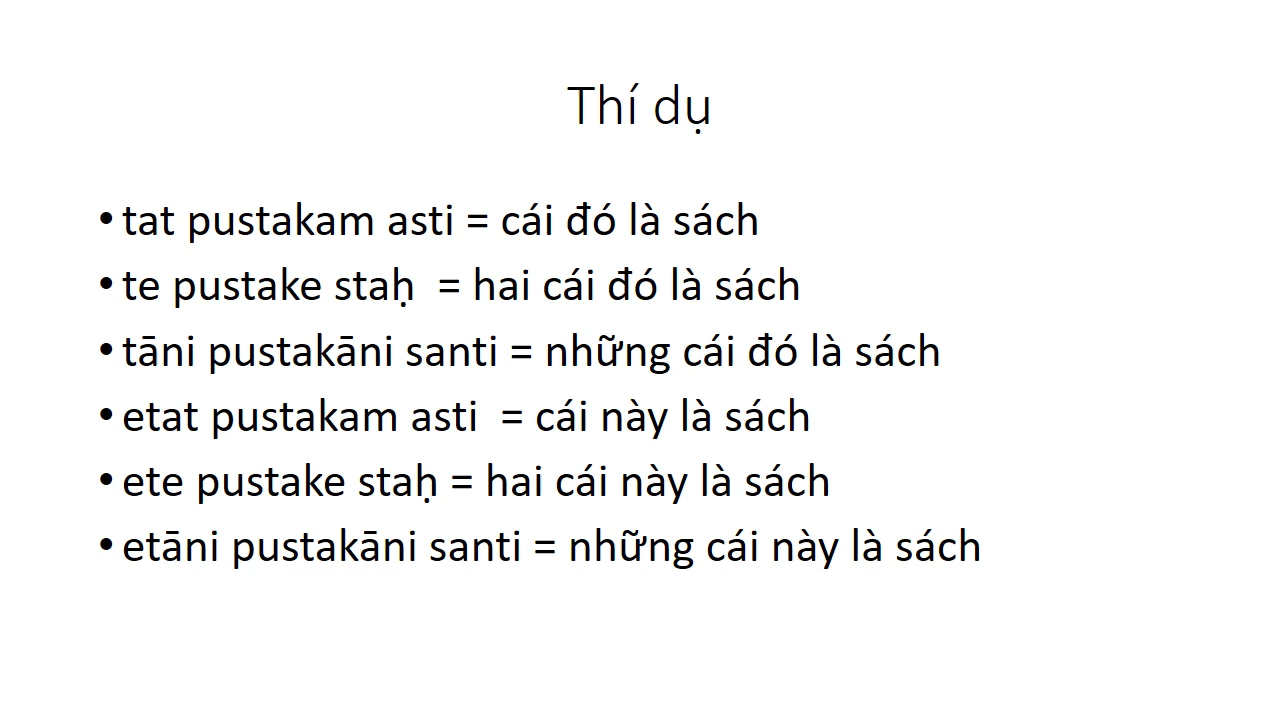 Thí dụ
• tat pustakam asti = cái đó là sách
• te pustake staḥ  = hai cái đó là sách
• tāni pustakāni santi = những cái đó là sách
• etat pustakam asti  = cái này là sách
• ete pustake staḥ = hai cái này là sách
• etāni pustakāni santi = những cái này là sách